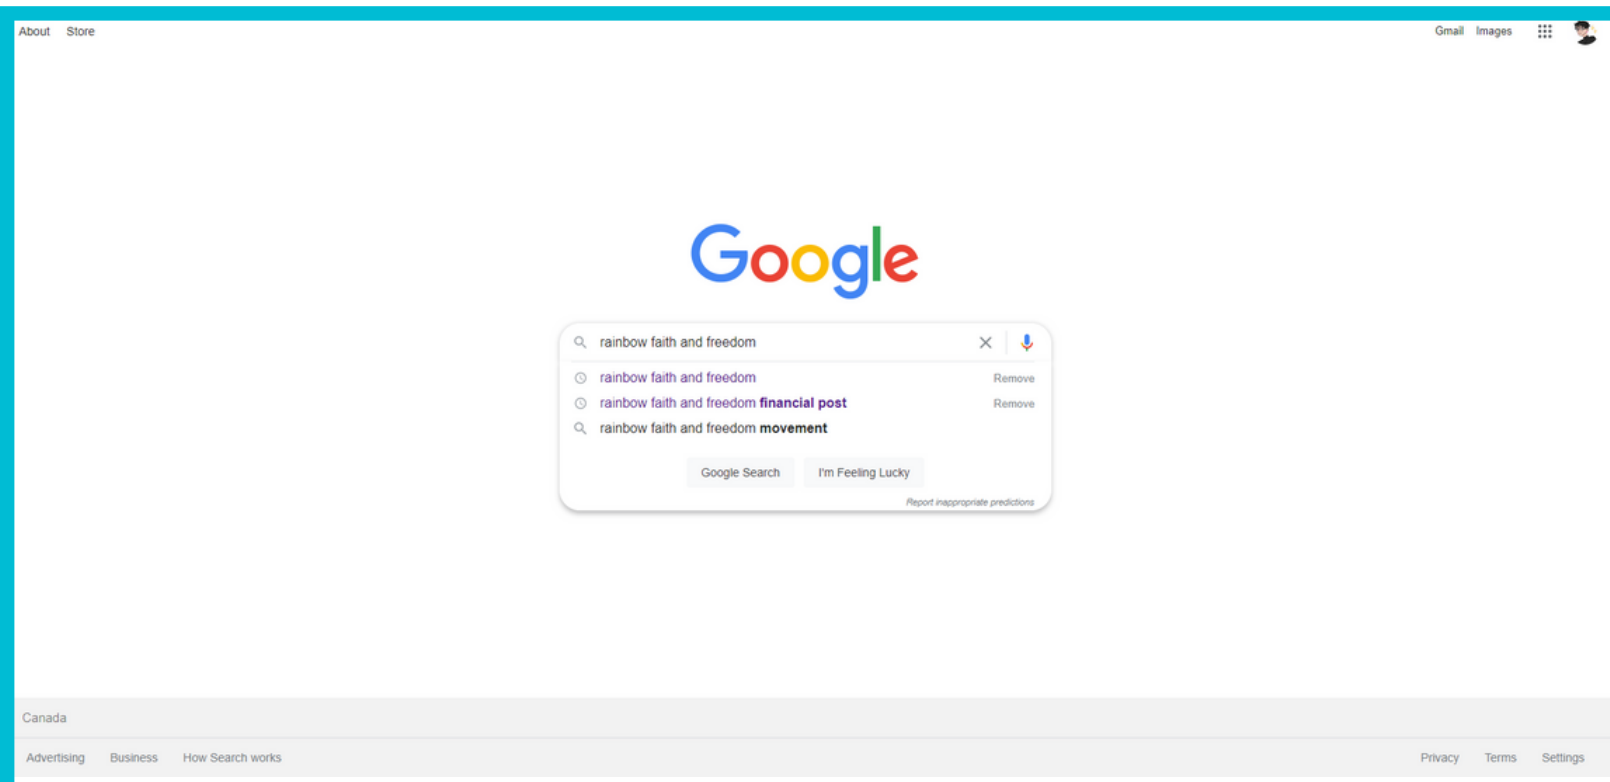 About Store Gmail Images
Google
rainbow faith and freedom
rainbow faith and freedom Remove
rainbow faith and freedom financial post Remove
rainbow faith and freedom movement
Google Search I'm Feeling Lucky
Report inappropriate predictions
Canada
Advertising Business How Search works Privacy Terms Settings